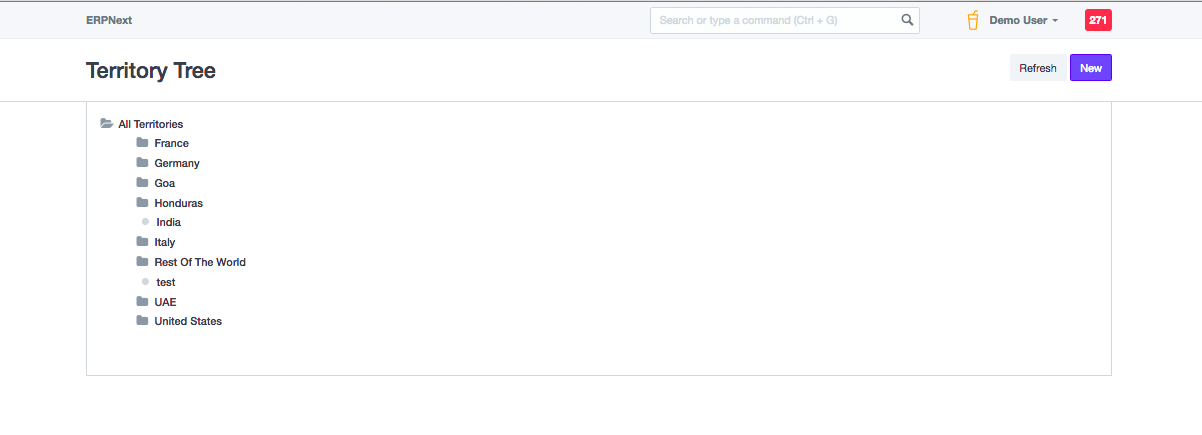 ERPNext
Search or type a command (Ctrl + G)
Demo User
271
Territory Tree
Refresh
New
All Territories
France
Germany
Goa
Honduras
India
Italy
Rest Of The World
test
UAE
United States